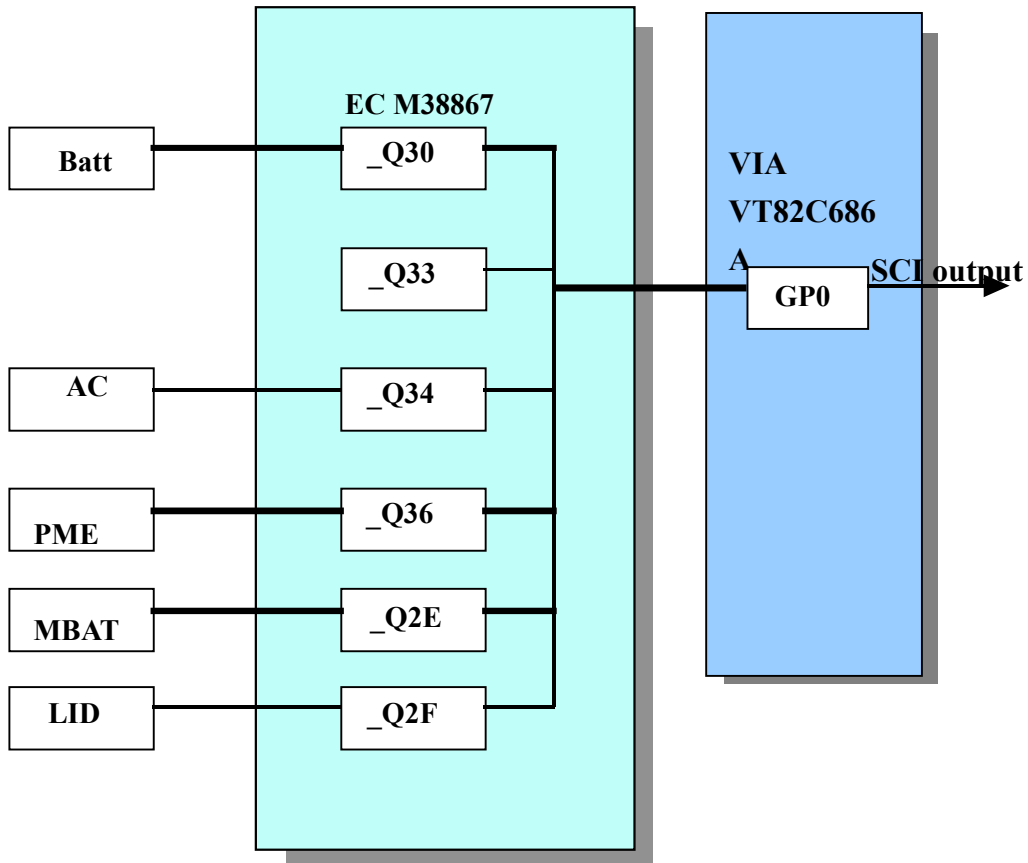 EC M38867
Batt
_Q30
VIA
VT82C686
A
_Q33
SCI output
GP0
AC
_Q34
PME
_Q36
MBAT
_Q2E
LID
_Q2F